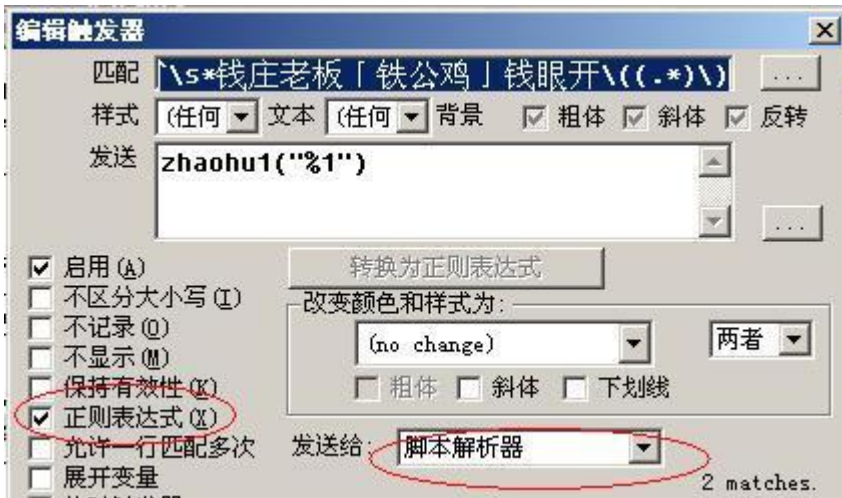 编辑触发器
匹配 ^\s*钱庄老板「铁公鸡」钱眼开\((.*)\) ...
样式 (任何 文本 (任何 背景 粗体 斜体 反转
发送 zhaohu1("%1")
...
启用(A) 转换为正则表达式
不区分大小写(I) 改变颜色和样式为:
不记录(O) (no change) 两者
不显示(M)
保持有效性(K) 粗体 斜体 下划线
正则表达式(X)
允许一行匹配多次 发送给: 脚本解析器
展开变量 2 matches.